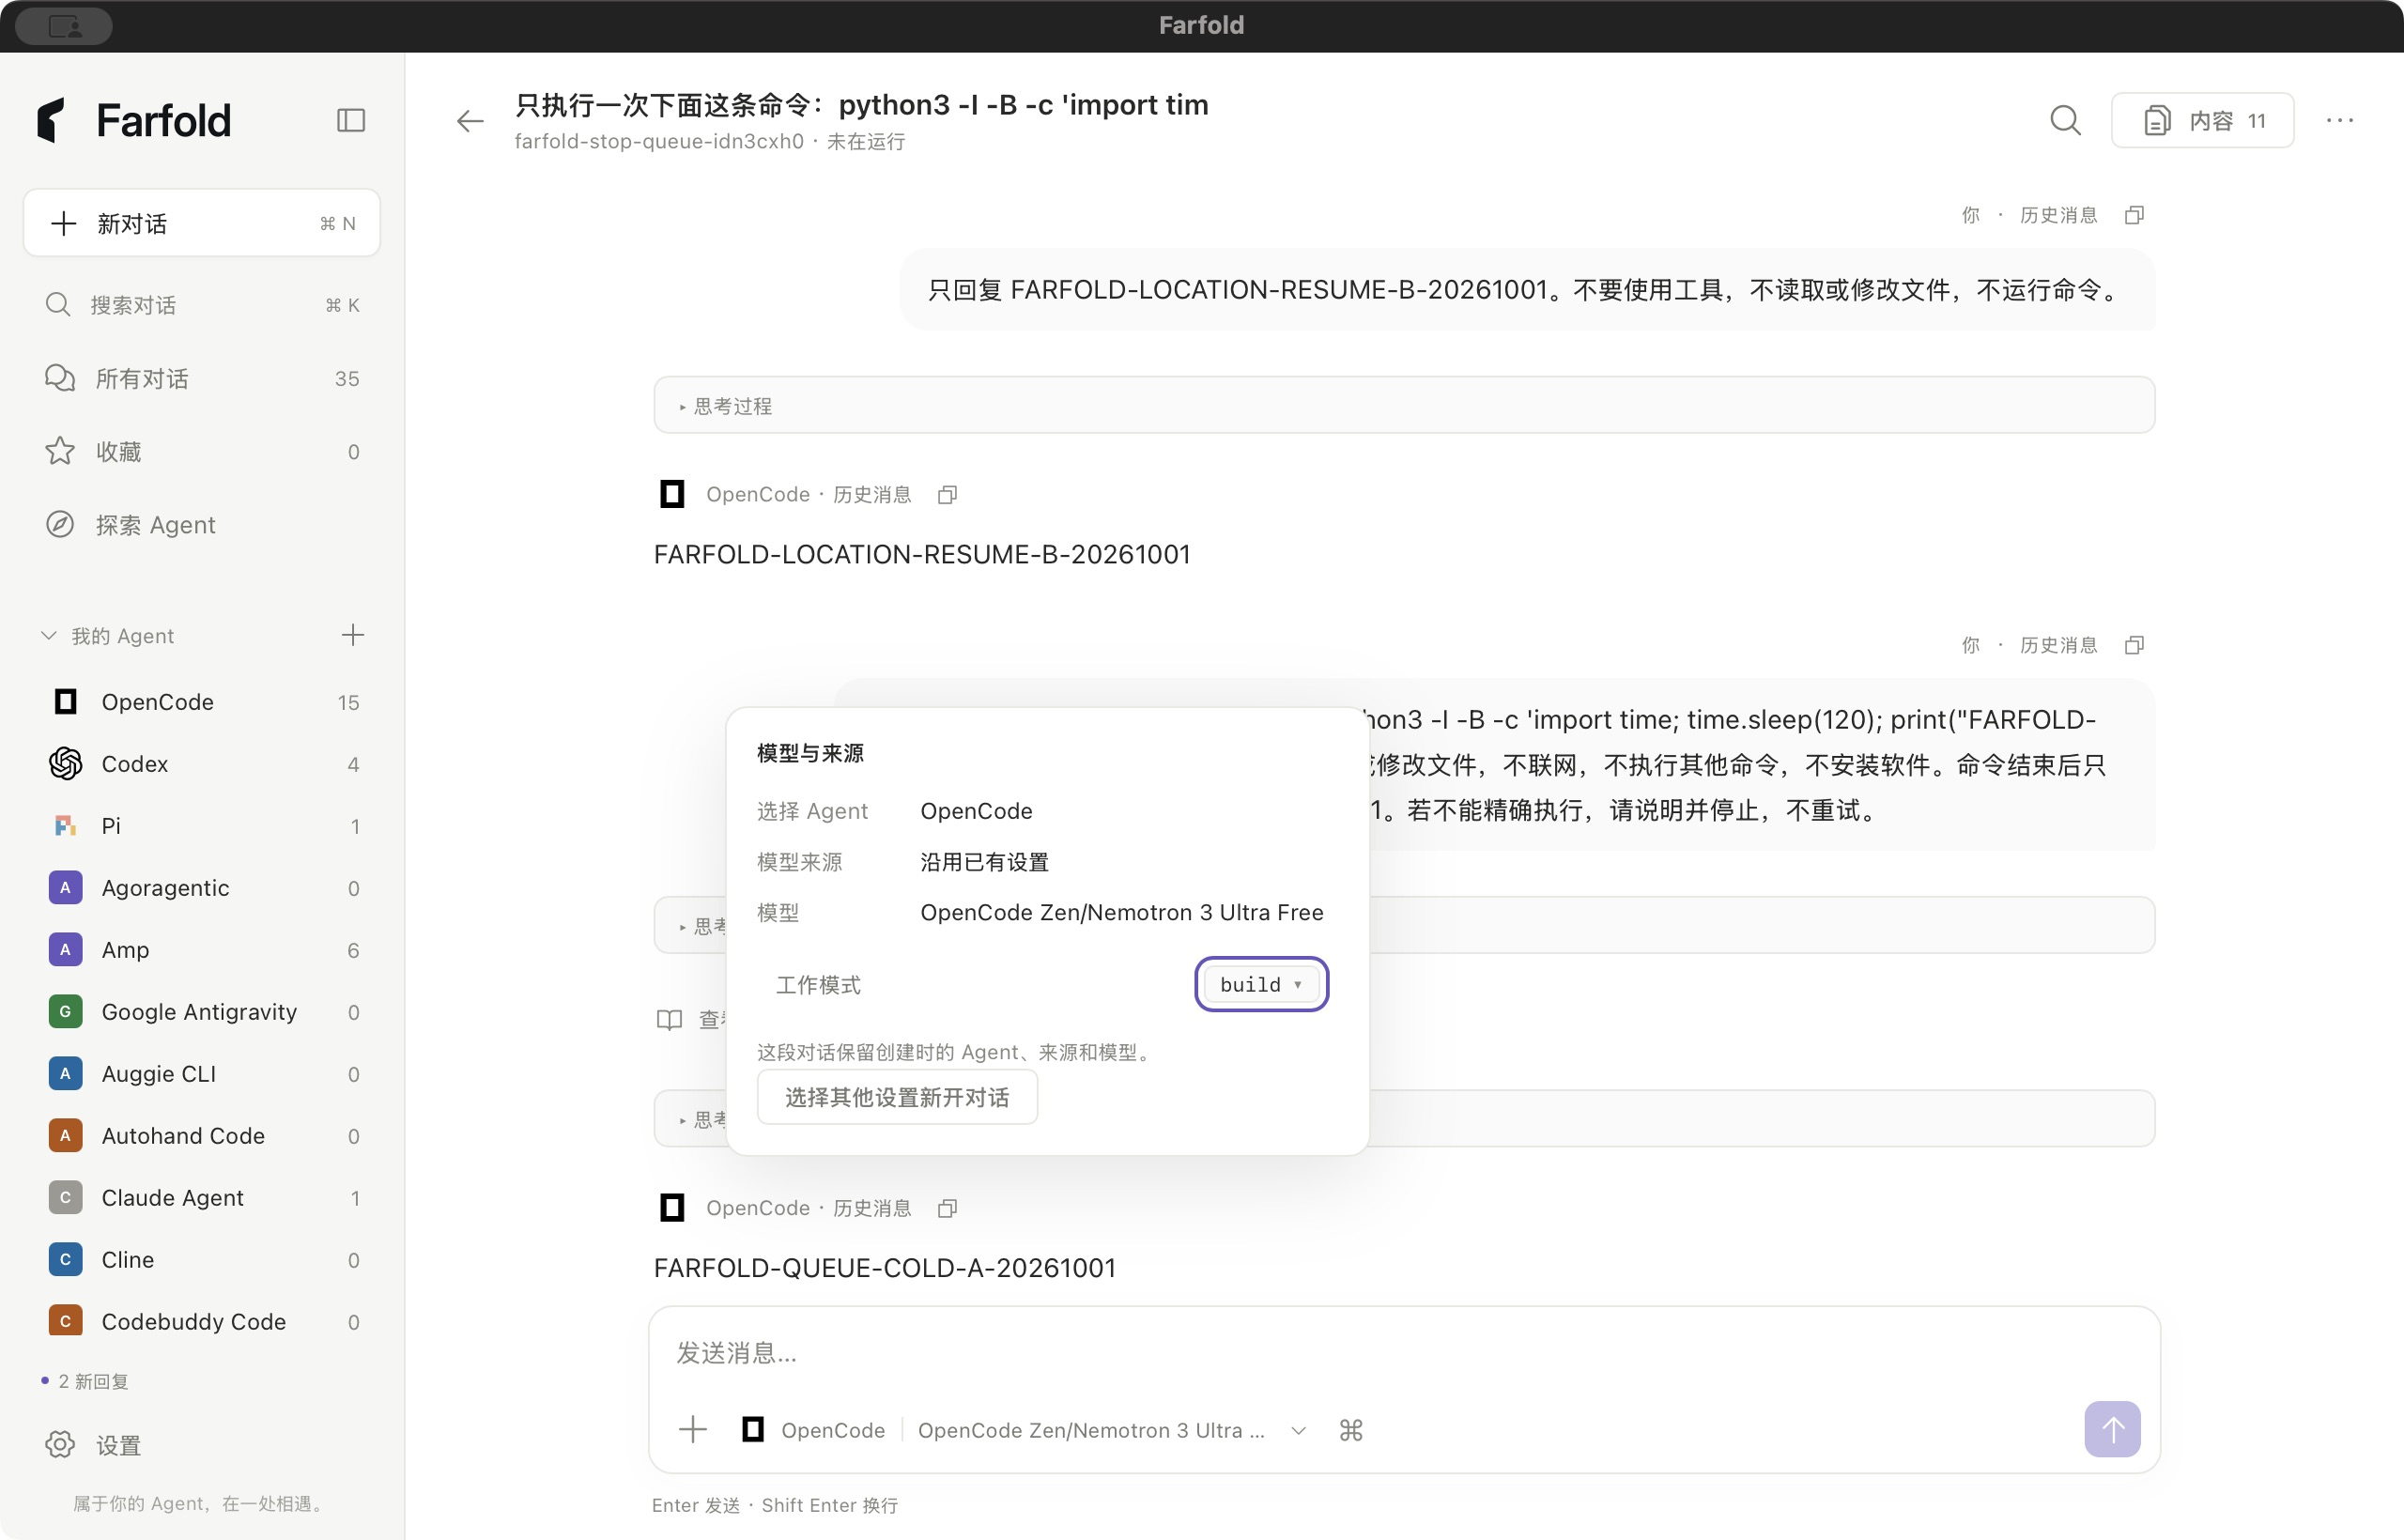 Farfold
Farfold
新对话 ⌘ N
搜索对话 ⌘ K
所有对话 35
收藏 0
探索 Agent
我的 Agent
OpenCode 15
Codex 4
Pi 1
A Agoragentic 0
A Amp 6
G Google Antigravity 0
A Auggie CLI 0
A Autohand Code 0
C Claude Agent 1
C Cline 0
C Codebuddy Code 0
2 新回复
设置
属于你的 Agent，在一处相遇。
只执行一次下面这条命令：python3 -I -B -c 'import tim
farfold-stop-queue-idn3cxh0 · 未在运行
内容 11
你 · 历史消息
只回复 FARFOLD-LOCATION-RESUME-B-20261001。不要使用工具，不读取或修改文件，不运行命令。
思考过程
OpenCode · 历史消息
FARFOLD-LOCATION-RESUME-B-20261001
你 · 历史消息
hon3 -I -B -c 'import time; time.sleep(120); print("FARFOLD-
修改文件，不联网，不执行其他命令，不安装软件。命令结束后只
1。若不能精确执行，请说明并停止，不重试。
思
思
模型与来源
选择 Agent OpenCode
模型来源 沿用已有设置
模型 OpenCode Zen/Nemotron 3 Ultra Free
工作模式 build
这段对话保留创建时的 Agent、来源和模型。
选择其他设置新开对话
OpenCode · 历史消息
FARFOLD-QUEUE-COLD-A-20261001
发送消息...
OpenCode OpenCode Zen/Nemotron 3 Ultra ... ⌘
Enter 发送 · Shift Enter 换行